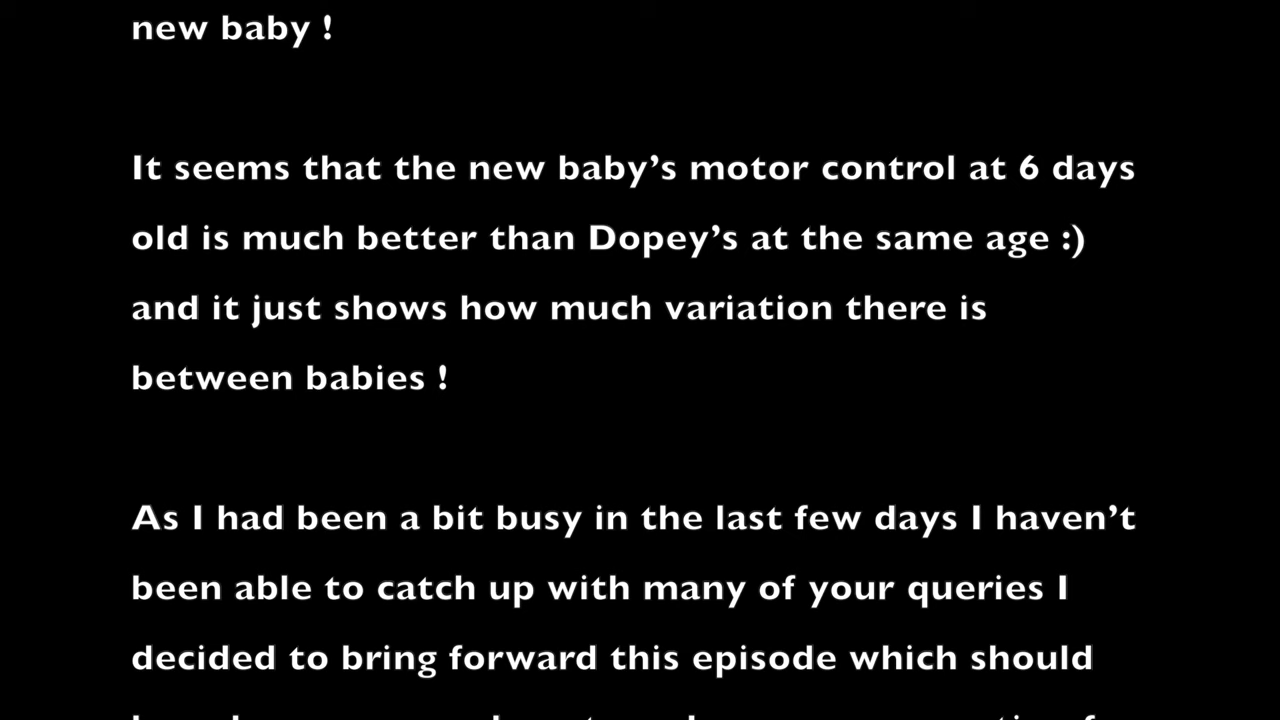 new baby !
It seems that the new baby’s motor control at 6 days
old is much better than Dopey’s at the same age :)
and it just shows how much variation there is
between babies !
As I had been a bit busy in the last few days I haven’t
been able to catch up with many of your queries I
decided to bring forward this episode which should